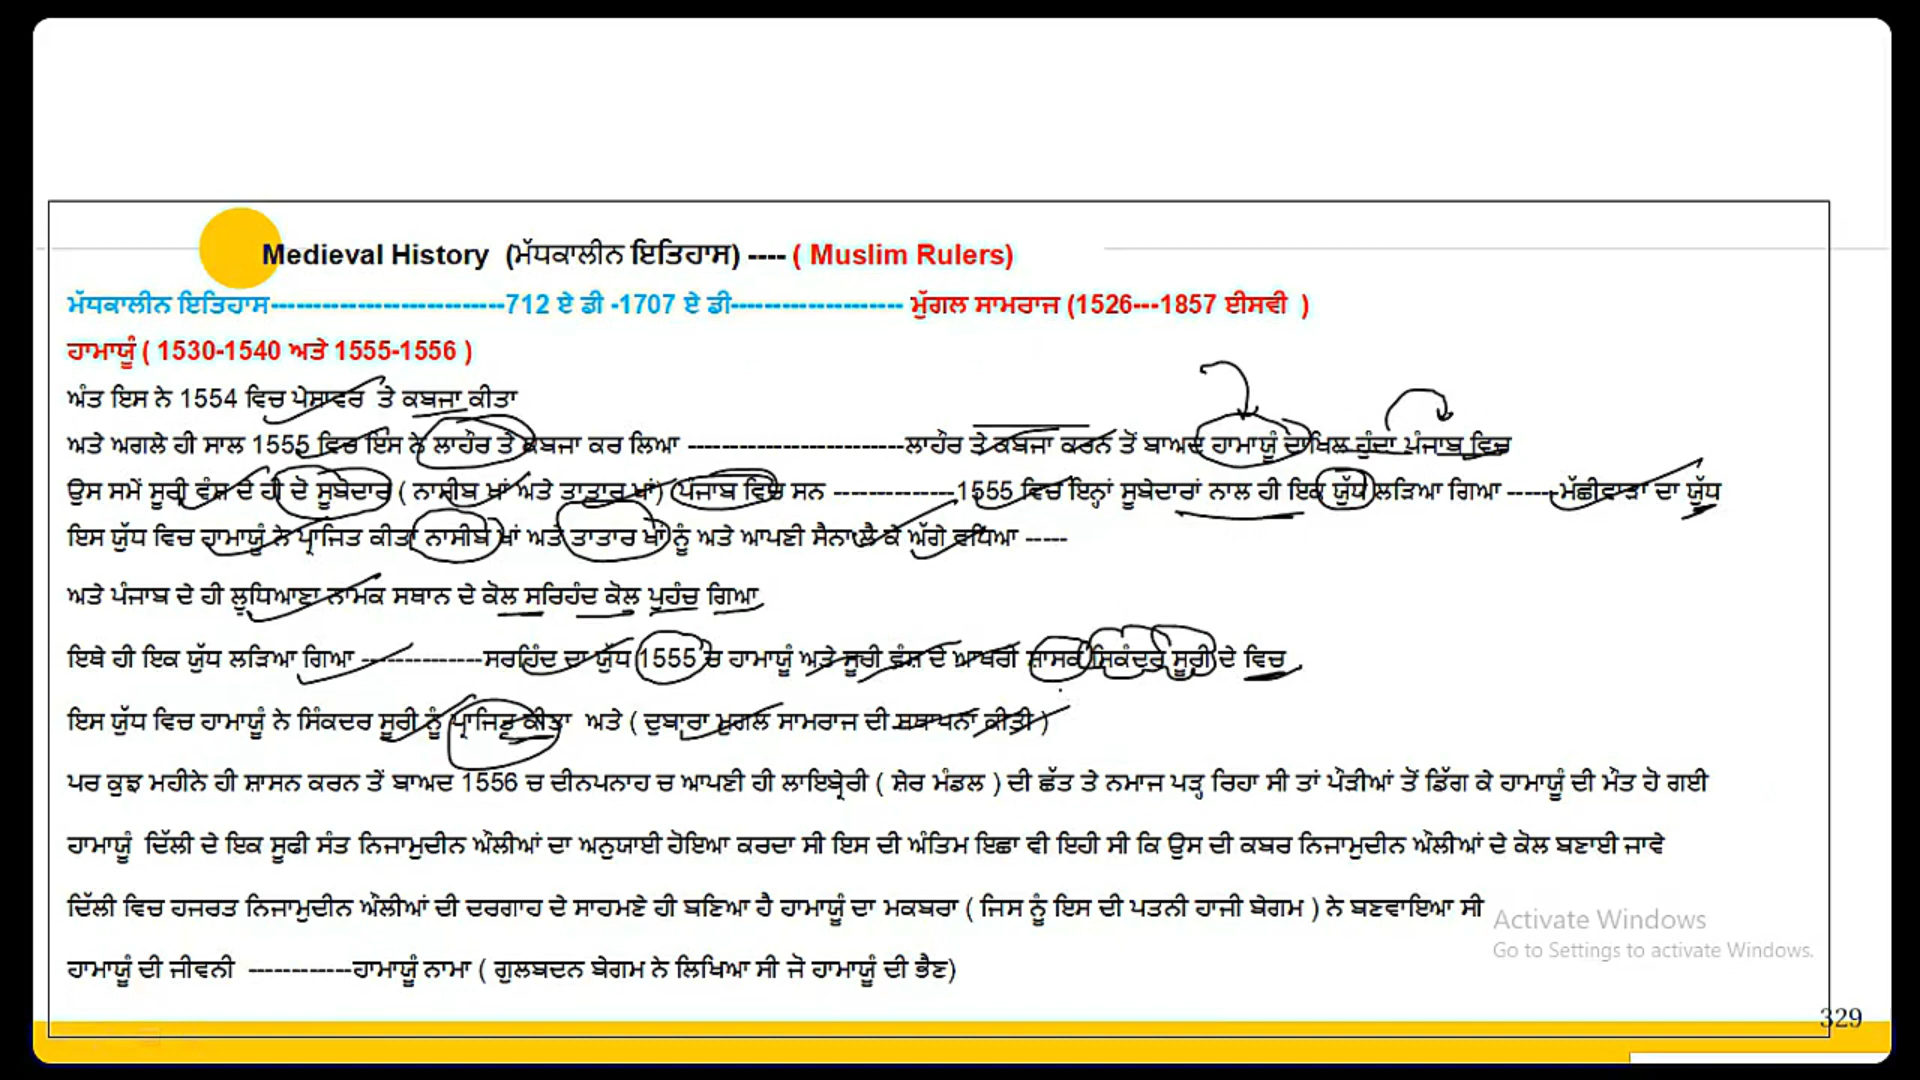 Medieval History (ਮੱਧਕਾਲੀਨ ਇਤਿਹਾਸ) ---- ( Muslim Rulers)
ਮੱਧਕਾਲੀਨ ਇਤਿਹਾਸ----------------------------712 ਏ ਡੀ -1707 ਏ ਡੀ--------------------- ਮੁੱਗਲ ਸਾਮਰਾਜ (1526---1857 ਈਸਵੀ )
ਹਾਮਾਯੂੰ ( 1530-1540 ਅਤੇ 1555-1556 )
ਅੰਤ ਇਸ ਨੇ 1554 ਵਿਚ ਪੇਸ਼ਾਵਰ ਤੇ ਕਬਜਾ ਕੀਤਾ
ਅਤੇ ਅਗਲੇ ਹੀ ਸਾਲ 1555 ਵਿਚ ਇਸ ਨੇ ਲਾਹੌਰ ਤੇ ਕਬਜਾ ਕਰ ਲਿਆ --------------------------ਲਾਹੌਰ ਤੇ ਕਬਜਾ ਕਰਨ ਤੋਂ ਬਾਅਦ ਹਾਮਾਯੂੰ ਦਾਖਿਲ ਹੁੰਦਾ ਪੰਜਾਬ ਵਿਚ
ਉਸ ਸਮੇਂ ਸੂਰੀ ਵੰਸ਼ ਦੇ ਹੀ ਦੋ ਸੂਬੇਦਾਰ ( ਨਾਸੀਬ ਖਾਂ ਅਤੇ ਤਾਤਾਰ ਖਾਂ) (ਪੰਜਾਬ ਵਿਚ ਸਨ ---------------1555 ਵਿਚ ਇਨ੍ਹਾਂ ਸੂਬੇਦਾਰਾਂ ਨਾਲ ਹੀ ਇਕ ਯੁੱਧ ਲੜਿਆ ਗਿਆ ------ਮੱਛੀਵਾੜਾ ਦਾ ਯੁੱਧ
ਇਸ ਯੁੱਧ ਵਿਚ ਹਾਮਾਯੂੰ ਨੇ ਪ੍ਰਾਜਿਤ ਕੀਤਾ ਨਾਸੀਬ ਖਾਂ ਅਤੇ ਤਾਤਾਰ ਖਾਂ ਨੂੰ ਅਤੇ ਆਪਣੀ ਸੈਨਾ ਲੈ ਕੇ ਅੱਗੇ ਵਧਿਆ -----
ਅਤੇ ਪੰਜਾਬ ਦੇ ਹੀ ਲੁਧਿਆਣਾ ਨਾਮਕ ਸਥਾਨ ਦੇ ਕੋਲ ਸਰਿਹੰਦ ਕੋਲ ਪੁਹੰਚ ਗਿਆ
ਇਥੇ ਹੀ ਇਕ ਯੁੱਧ ਲੜਿਆ ਗਿਆ ---------------ਸਰਹਿੰਦ ਦਾ ਯੁੱਧ 1555 ਚ ਹਾਮਾਯੂੰ ਅਤੇ ਸੂਰੀ ਵੰਸ਼ ਦੇ ਆਖਰੀ ਸ਼ਾਸਕ ਸਿਕੰਦਰ ਸੂਰੀ ਦੇ ਵਿਚ
ਇਸ ਯੁੱਧ ਵਿਚ ਹਾਮਾਯੂੰ ਨੇ ਸਿੰਕਦਰ ਸੂਰੀ ਨੂੰ ਪ੍ਰਾਜਿਤ ਕੀਤਾ ਅਤੇ ( ਦੁਬਾਰਾ ਮੁਗਲ ਸਾਮਰਾਜ ਦੀ ਸਥਾਪਨਾ ਕੀਤੀ )
ਪਰ ਕੁਝ ਮਹੀਨੇ ਹੀ ਸ਼ਾਸਨ ਕਰਨ ਤੋਂ ਬਾਅਦ 1556 ਚ ਦੀਨਪਨਾਹ ਚ ਆਪਣੀ ਹੀ ਲਾਇਬ੍ਰੇਰੀ ( ਸ਼ੇਰ ਮੰਡਲ ) ਦੀ ਛੱਤ ਤੇ ਨਮਾਜ ਪੜ੍ਹ ਰਿਹਾ ਸੀ ਤਾਂ ਪੌੜੀਆਂ ਤੋਂ ਡਿੱਗ ਕੇ ਹਾਮਾਯੂੰ ਦੀ ਮੌਤ ਹੋ ਗਈ
ਹਾਮਾਯੂੰ ਦਿੱਲੀ ਦੇ ਇਕ ਸੂਫੀ ਸੰਤ ਨਿਜਾਮੁਦੀਨ ਔਲੀਆਂ ਦਾ ਅਨੁਯਾਈ ਹੋਇਆ ਕਰਦਾ ਸੀ ਇਸ ਦੀ ਅੰਤਿਮ ਇਛਾ ਵੀ ਇਹੀ ਸੀ ਕਿ ਉਸ ਦੀ ਕਬਰ ਨਿਜਾਮੁਦੀਨ ਔਲੀਆਂ ਦੇ ਕੋਲ ਬਣਾਈ ਜਾਵੇ
ਦਿੱਲੀ ਵਿਚ ਹਜਰਤ ਨਿਜਾਮੁਦੀਨ ਔਲੀਆਂ ਦੀ ਦਰਗਾਹ ਦੇ ਸਾਹਮਣੇ ਹੀ ਬਣਿਆ ਹੈ ਹਾਮਾਯੂੰ ਦਾ ਮਕਬਰਾ ( ਜਿਸ ਨੂੰ ਇਸ ਦੀ ਪਤਨੀ ਹਾਜੀ ਬੇਗਮ ) ਨੇ ਬਣਵਾਇਆ ਸੀ
ਹਾਮਾਯੂੰ ਦੀ ਜੀਵਨੀ ------------ਹਾਮਾਯੂੰ ਨਾਮਾ ( ਗੁਲਬਦਨ ਬੇਗਮ ਨੇ ਲਿਖਿਆ ਸੀ ਜੋ ਹਾਮਾਯੂੰ ਦੀ ਭੈਣ)
Activate Windows
Go to Settings to activate Windows.
329